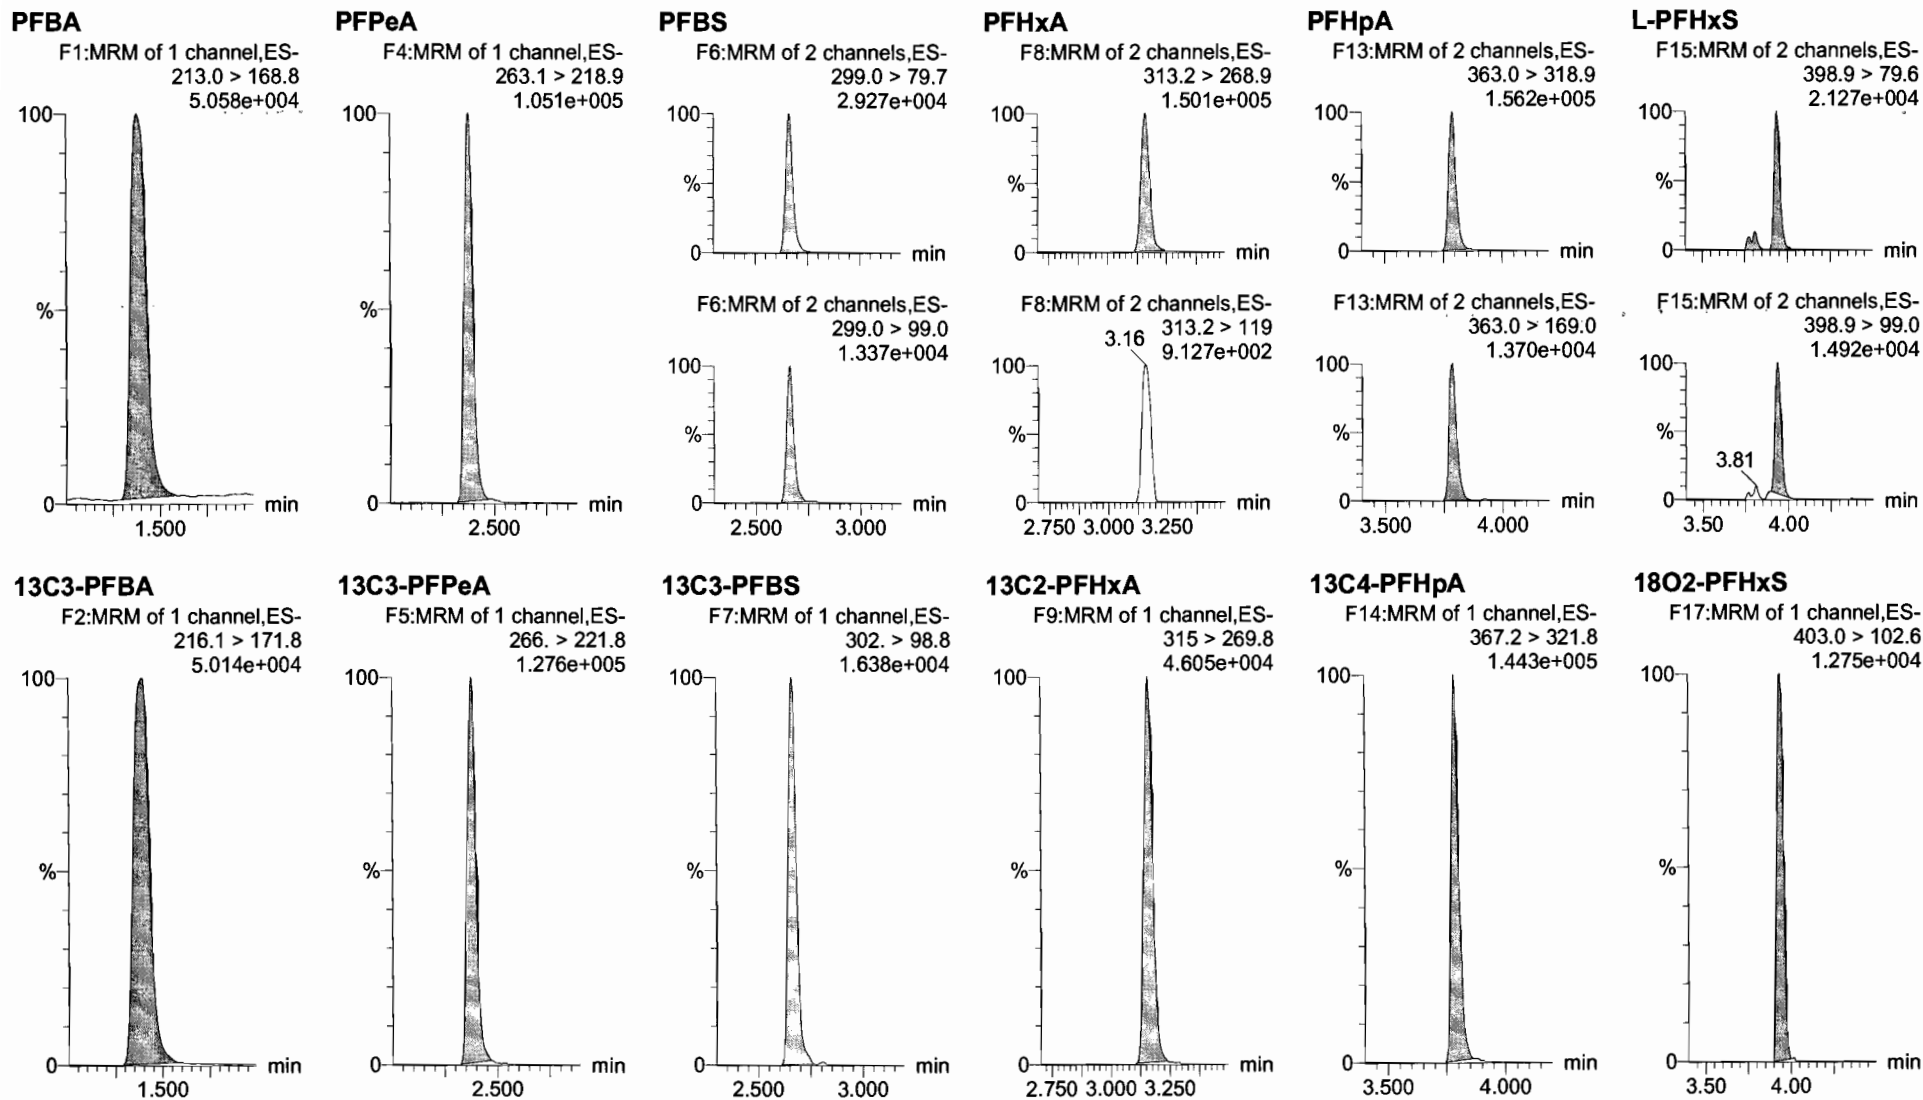 PFBA
F1:MRM of 1 channel,ES-
213.0 > 168.8
5.058e+004
100
%
0
min
1.500
PFPeA
F4:MRM of 1 channel,ES-
263.1 > 218.9
1.051e+005
100
%
0
min
2.500
PFBS
F6:MRM of 2 channels,ES-
299.0 > 79.7
2.927e+004
100
%
0
min
F6:MRM of 2 channels,ES-
299.0 > 99.0
1.337e+004
100
%
0
min
2.500 3.000
PFHxA
F8:MRM of 2 channels,ES-
313.2 > 268.9
1.501e+005
100
%
0
min
F8:MRM of 2 channels,ES-
313.2 > 119
9.127e+002
3.16
100
%
0
min
2.750 3.000 3.250
PFHpA
F13:MRM of 2 channels,ES-
363.0 > 318.9
1.562e+005
100
%
0
min
F13:MRM of 2 channels,ES-
363.0 > 169.0
1.370e+004
100
%
0
min
3.500 4.000
L-PFHxS
F15:MRM of 2 channels,ES-
398.9 > 79.6
2.127e+004
100
%
0
min
F15:MRM of 2 channels,ES-
398.9 > 99.0
1.492e+004
100
%
3.81
0
min
3.50 4.00
13C3-PFBA
F2:MRM of 1 channel,ES-
216.1 > 171.8
5.014e+004
100
%
0
min
1.500
13C3-PFPeA
F5:MRM of 1 channel,ES-
266. > 221.8
1.276e+005
100
%
0
min
2.500
13C3-PFBS
F7:MRM of 1 channel,ES-
302. > 98.8
1.638e+004
100
%
0
min
2.500 3.000
13C2-PFHxA
F9:MRM of 1 channel,ES-
315 > 269.8
4.605e+004
100
%
0
min
2.750 3.000 3.250
13C4-PFHpA
F14:MRM of 1 channel,ES-
367.2 > 321.8
1.443e+005
100
%
0
min
3.500 4.000
18O2-PFHxS
F17:MRM of 1 channel,ES-
403.0 > 102.6
1.275e+004
100
%
0
min
3.50 4.00